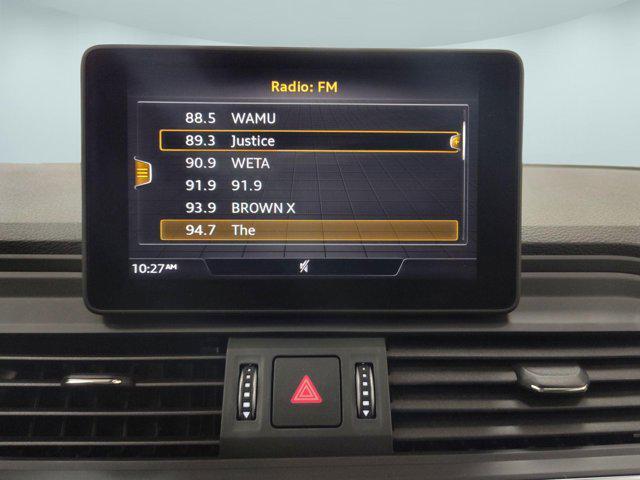 Radio: FM
88.5 WAMU
89.3 Justice
90.9 WETA
91.9 91.9
93.9 BROWN X
94.7 The
10:27AM